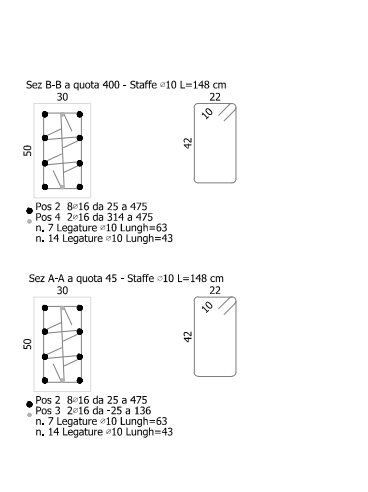 Sez B-B a quota 400 - Staffe ⌀10 L=148 cm
30
22
50
10
42
Pos 2 8⌀16 da 25 a 475
Pos 4 2⌀16 da 314 a 475
n. 7 Legature ⌀10 Lungh=63
n. 14 Legature ⌀10 Lungh=43
Sez A-A a quota 45 - Staffe ⌀10 L=148 cm
30
22
50
10
42
Pos 2 8⌀16 da 25 a 475
Pos 3 2⌀16 da -25 a 136
n. 7 Legature ⌀10 Lungh=63
n. 14 Legature ⌀10 Lungh=43